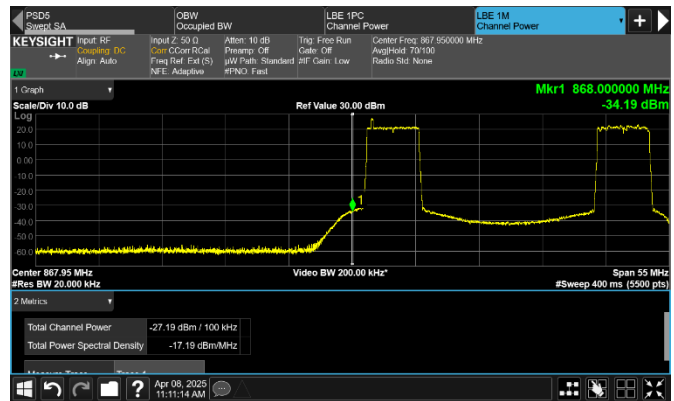 PSD5
Swept SA
OBW
Occupied BW
LBE 1PC
Channel Power
LBE 1M
Channel Power
KEYSIGHT
Input: RF
Coupling: DC
Align: Auto
Input Z: 50 Ω
Corr CCorr RCal
Freq Ref: Ext (S)
NFE: Adaptive
Atten: 10 dB
Preamp: Off
µW Path: Standard
#PNO: Fast
Trig: Free Run
Gate: Off
#IF Gain: Low
Center Freq: 867.950000 MHz
Avg|Hold: 70/100
Radio Std: None
LXI
1 Graph
Mkr1 868.000000 MHz
Scale/Div 10.0 dB
Ref Value 30.00 dBm
-34.19 dBm
Log
20.0
10.0
0.00
-10.0
-20.0
-30.0
-40.0
-50.0
-60.0
1
Center 867.95 MHz
Video BW 200.00 kHz*
Span 55 MHz
#Res BW 20.000 kHz
#Sweep 400 ms (5500 pts)
2 Metrics
Total Channel Power
-27.19 dBm / 100 kHz
Total Power Spectral Density
-17.19 dBm/MHz
?
Apr 08, 2025
11:11:14 AM